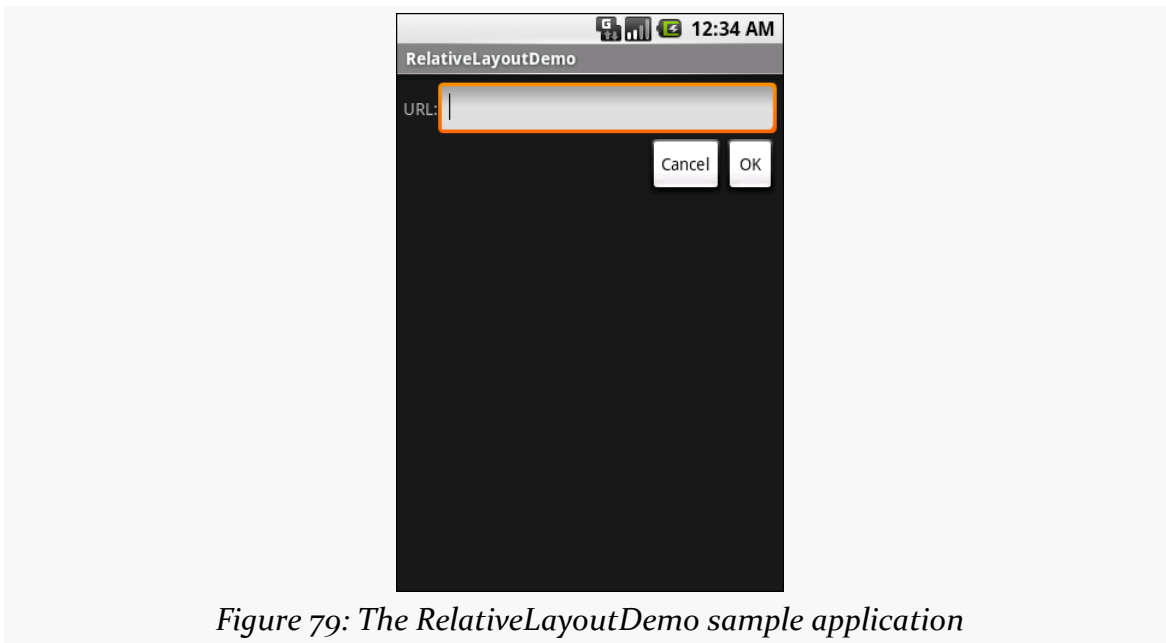 12:34 AM
RelativeLayoutDemo
URL:
Cancel OK
Figure 79: The RelativeLayoutDemo sample application